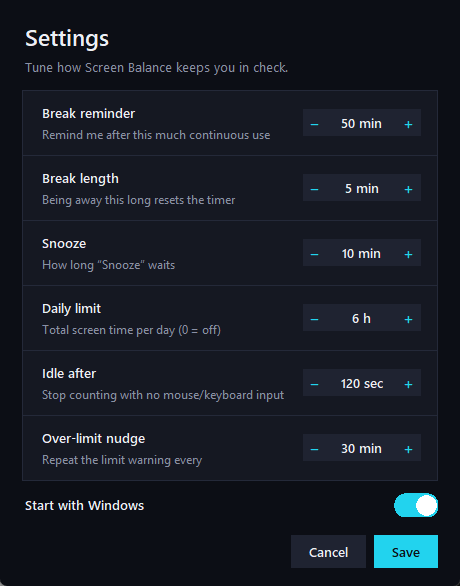 Settings
Tune how Screen Balance keeps you in check.
Break reminder
Remind me after this much continuous use
− 50 min +
Break length
Being away this long resets the timer
− 5 min +
Snooze
How long “Snooze” waits
− 10 min +
Daily limit
Total screen time per day (0 = off)
− 6 h +
Idle after
Stop counting with no mouse/keyboard input
− 120 sec +
Over-limit nudge
Repeat the limit warning every
− 30 min +
Start with Windows
Cancel Save